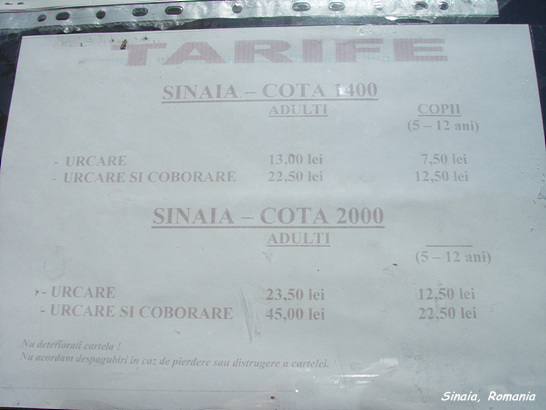 TARIFE
SINAIA – COTA 1400
ADULTI COPII
(5 – 12 ani)
- URCARE 13,00 lei 7,50 lei
- URCARE SI COBORARE 22,50 lei 12,50 lei
SINAIA – COTA 2000
ADULTI
(5 – 12 ani)
- URCARE 23,50 lei 12,50 lei
- URCARE SI COBORARE 45,00 lei 22,50 lei
Nu deteriorati cartela !
Nu acordam despagubiri in caz de pierdere sau distrugere a cartelei.
Sinaia, Romania